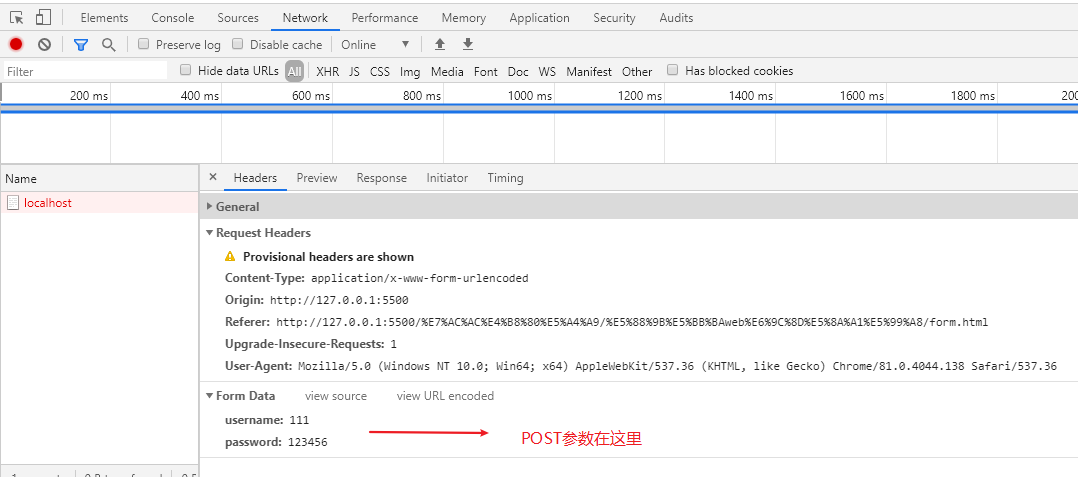 Elements Console Sources Network Performance Memory Application Security Audits
Preserve log Disable cache Online
Filter Hide data URLs All XHR JS CSS Img Media Font Doc WS Manifest Other Has blocked cookies
200 ms 400 ms 600 ms 800 ms 1000 ms 1200 ms 1400 ms 1600 ms 1800 ms
Name Headers Preview Response Initiator Timing
localhost General
Request Headers
Provisional headers are shown
Content-Type: application/x-www-form-urlencoded
Origin: http://127.0.0.1:5500
Referer: http://127.0.0.1:5500/%E7%AC%AC%E4%B8%80%E5%A4%A9/%E5%88%9B%E5%BB%BAweb%E6%9C%8D%E5%8A%A1%E5%99%A8/form.html
Upgrade-Insecure-Requests: 1
User-Agent: Mozilla/5.0 (Windows NT 10.0; Win64; x64) AppleWebKit/537.36 (KHTML, like Gecko) Chrome/81.0.4044.138 Safari/537.36
Form Data view source view URL encoded
username: 111
password: 123456
POST参数在这里